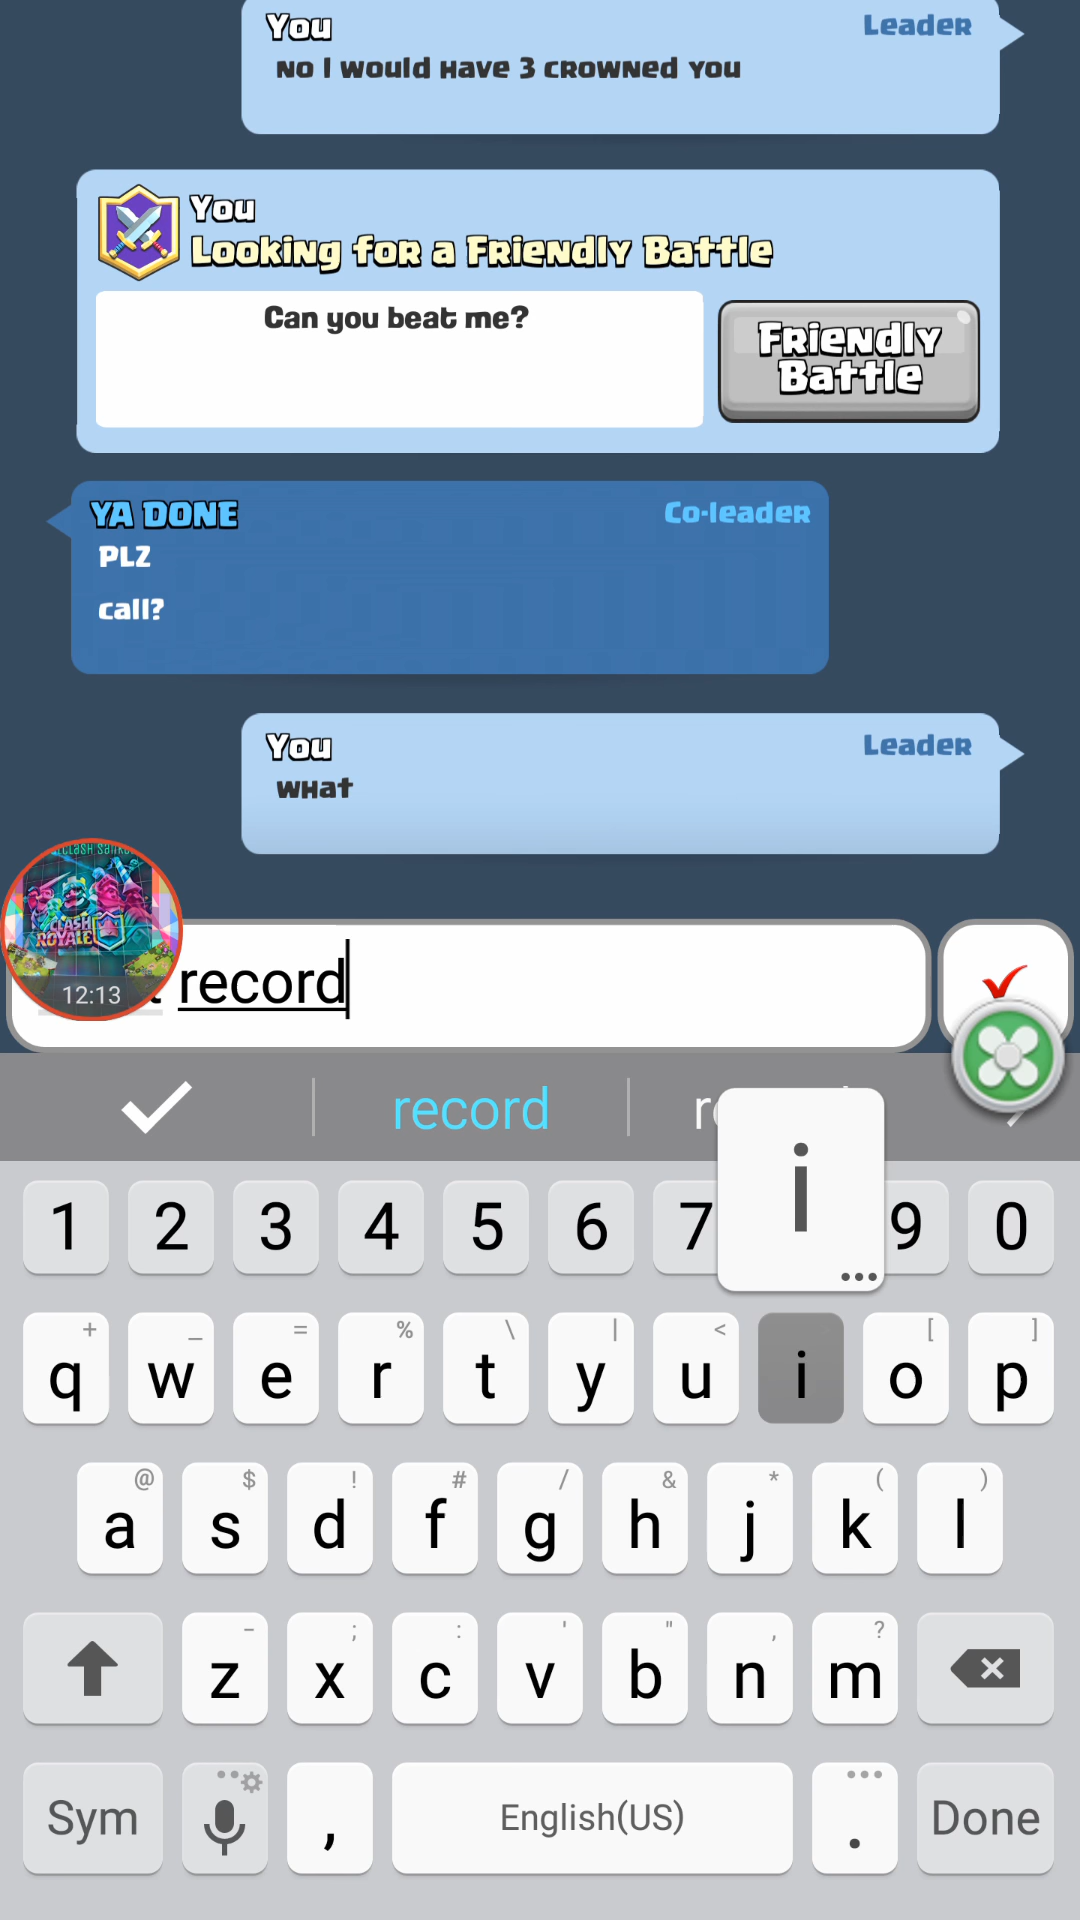 You Leader
No I would have 3 crowned you
You
Looking for a Friendly Battle
Can you beat me?
Friendly
Battle
YA DONE Co-leader
PLZ
call?
You Leader
what
CLASH
ROYALE
12:13
record
record
1 2 3 4 5 6 7 9 0
i
+ _ = % \ | < [ ]
q w e r t y u i o p
@ $ ! # / & * ( )
a s d f g h j k l
- ; : ' " , ?
z x c v b n m
Sym , English(US) . Done